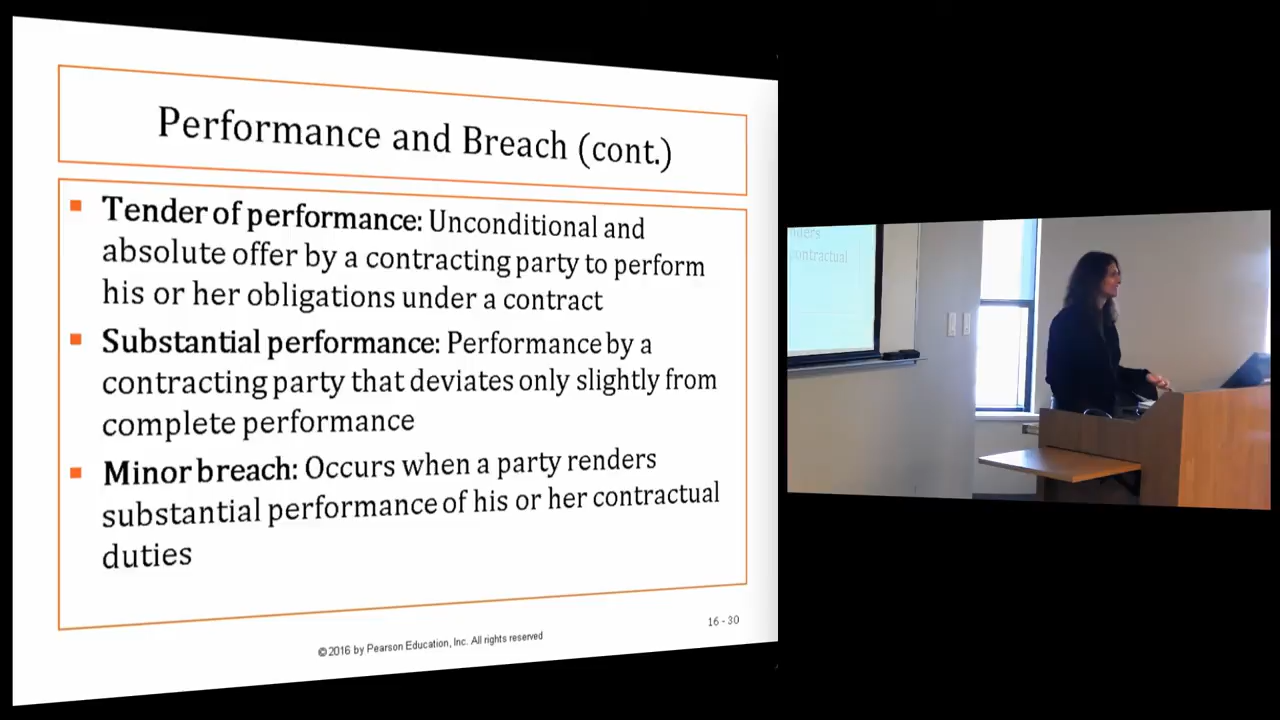 Performance and Breach (cont.)
Tender of performance: Unconditional and
absolute offer by a contracting party to perform
his or her obligations under a contract
Substantial performance: Performance by a
contracting party that deviates only slightly from
complete performance
Minor breach: Occurs when a party renders
substantial performance of his or her contractual
duties
16 - 30
©2016 by Pearson Education, Inc. All rights reserved
contractual